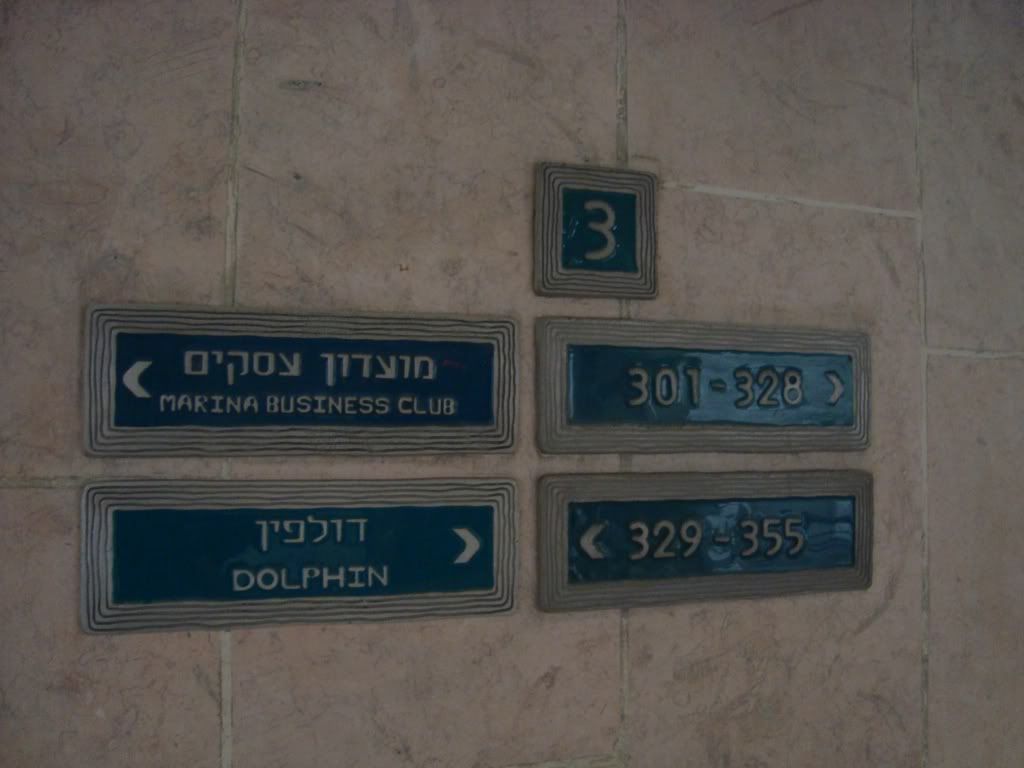 3
מועדון עסקים
MARINA BUSINESS CLUB
301-328
דולפין
DOLPHIN
329-355